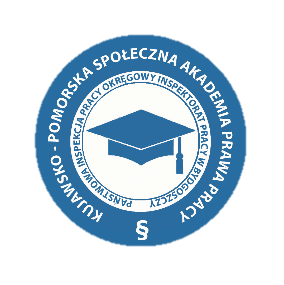 KUJAWSKO - POMORSKA SPOŁECZNA AKADEMIA PRAWA PRACY
PAŃSTWOWA INSPEKCJA PRACY OKRĘGOWY INSPEKTORAT PRACY W BYDGOSZCZY
§